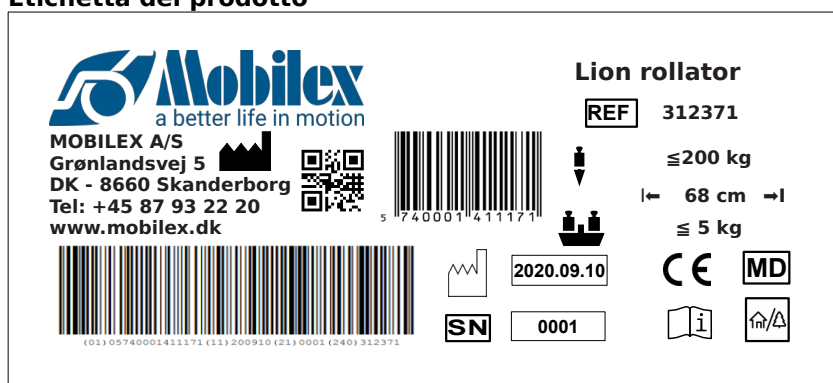 Etichetta del prodotto
Mobilex
a better life in motion
MOBILEX A/S
Grønlandsvej 5
DK - 8660 Skanderborg
Tel: +45 87 93 22 20
www.mobilex.dk
5 740001 411171
(01)05740001411171(11)200910(21)0001(240)312371
Lion rollator
REF 312371
≦200 kg
68 cm
≦ 5 kg
2020.09.10
CE MD
SN 0001
i